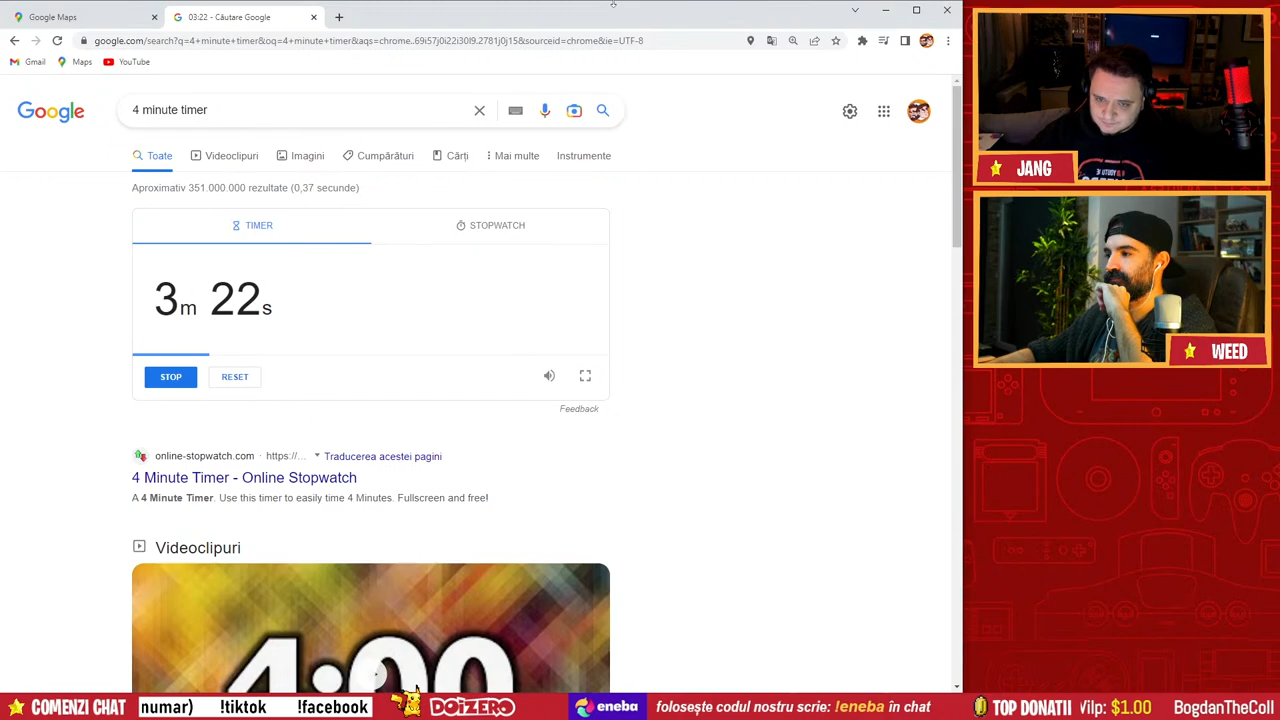 Google Maps
03:22 - Căutare Google
google.com/search?q=4+minute+timer&oq=4+minute+timer&aqs=chrome..69i57j0i22i30l9.2781j0j15&sourceid=chrome&ie=UTF-8
Gmail
Maps
YouTube
Google
4 minute timer
Toate
Videoclipuri
Imagini
Cumpărături
Cărți
Mai multe
Instrumente
Aproximativ 351.000.000 rezultate (0,37 secunde)
TIMER
STOPWATCH
3m 22s
STOP
RESET
Feedback
online-stopwatch.com · https://... Traducerea acestei pagini
4 Minute Timer - Online Stopwatch
A 4 Minute Timer. Use this timer to easily time 4 Minutes. Fullscreen and free!
Videoclipuri
4:00
JANG
WEED
COMENZI CHAT
numar) !tiktok !facebook
DOIZERO
eneba
folosește codul nostru scrie: !eneba în chat
TOP DONATII
Vilp: $1.00 BogdanTheColl